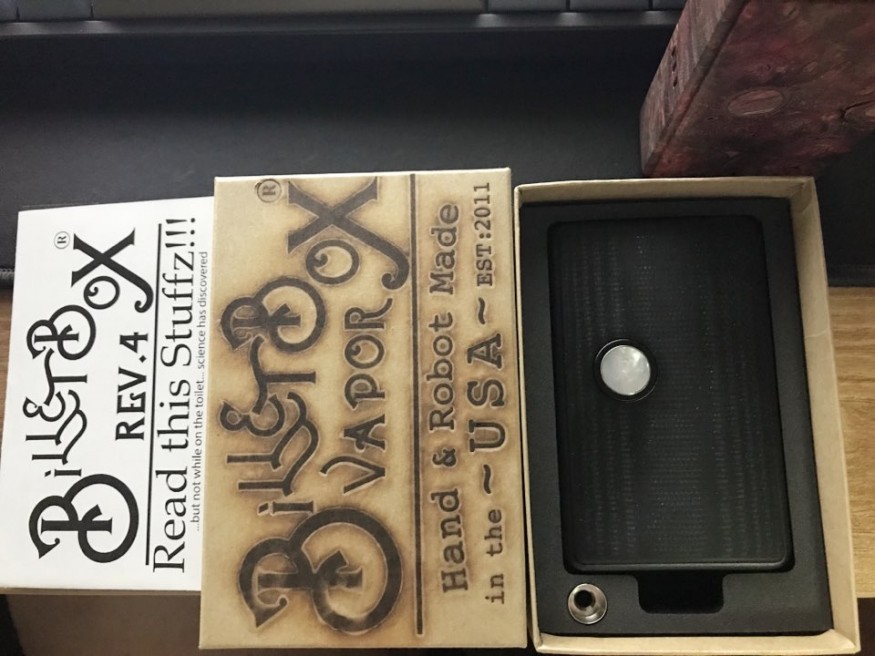 BillEtBox®
REV.4
Read this Stuffz!!!
...but not while on the toilet... science has discovered
BillEtBox®
VAPOR
Hand & Robot Made
in the ~USA~ EST:2011